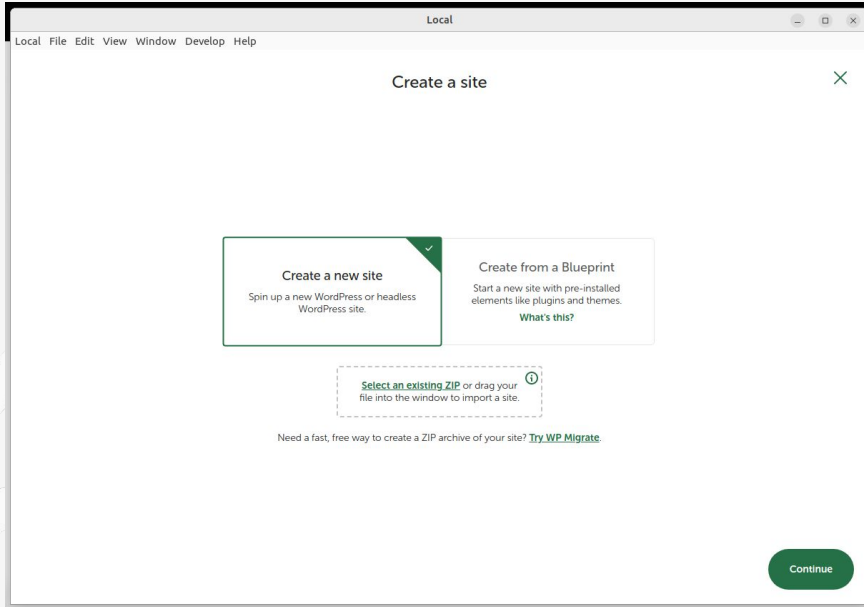 Local
Local File Edit View Window Develop Help
Create a site
Create a new site
Spin up a new WordPress or headless
WordPress site.
Create from a Blueprint
Start a new site with pre-installed
elements like plugins and themes.
What's this?
Select an existing ZIP or drag your
file into the window to import a site.
Need a fast, free way to create a ZIP archive of your site? Try WP Migrate.
Continue